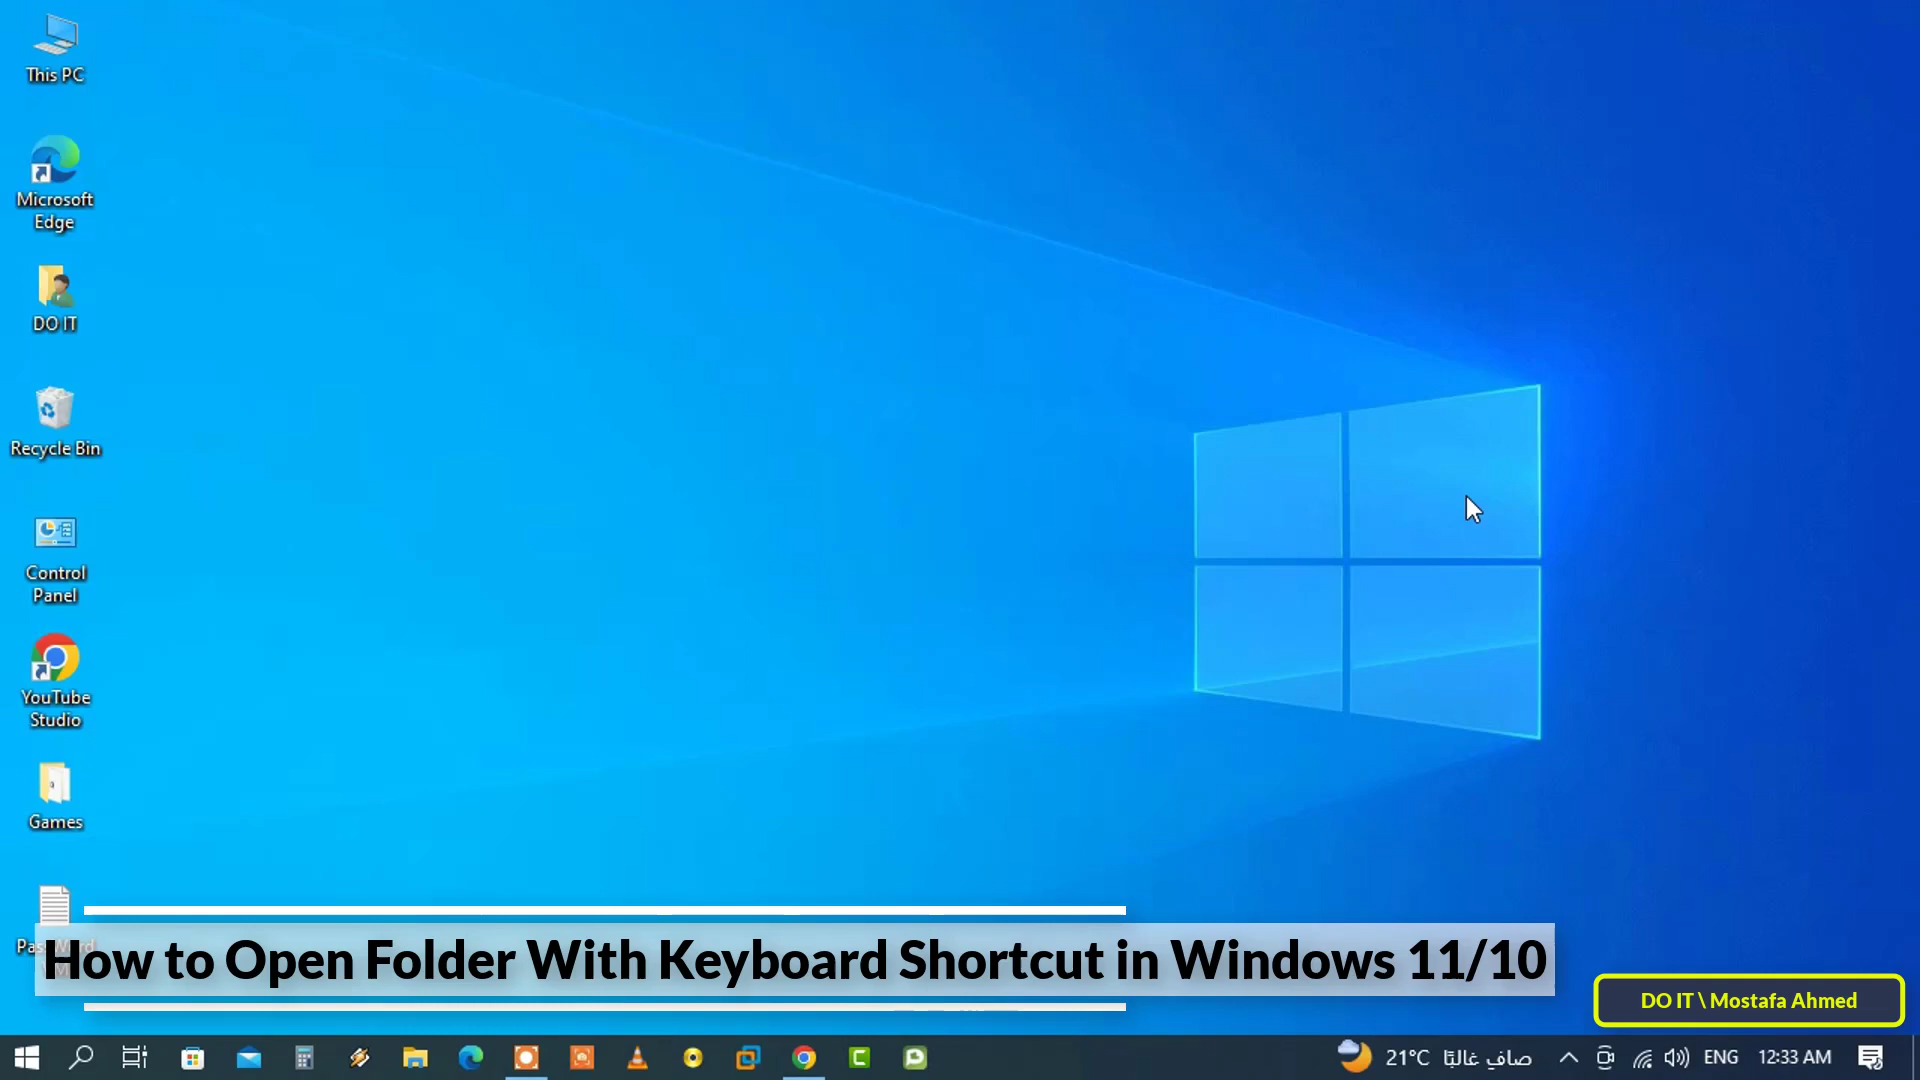 This PC
Microsoft
Edge
DO IT
Recycle Bin
Control
Panel
YouTube
Studio
Games
How to Open Folder With Keyboard Shortcut in Windows 11/10
DO IT \ Mostafa Ahmed
21°C صافٍ غالبًا
ENG
12:33 AM